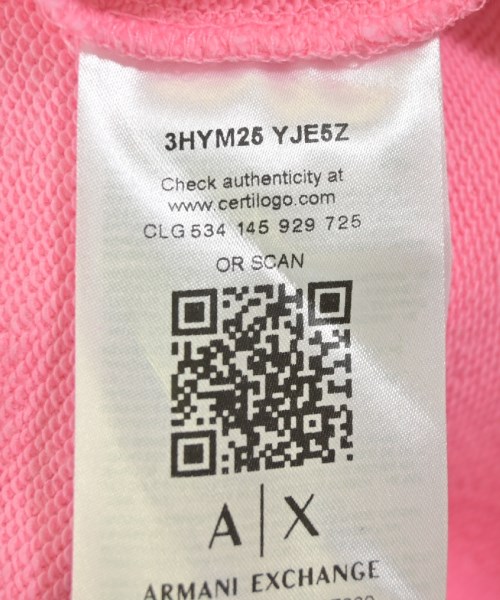 3HYM25 YJE5Z
Check authenticity at
www.certilogo.com
CLG 534 145 929 725
OR SCAN
A|X
ARMANI EXCHANGE